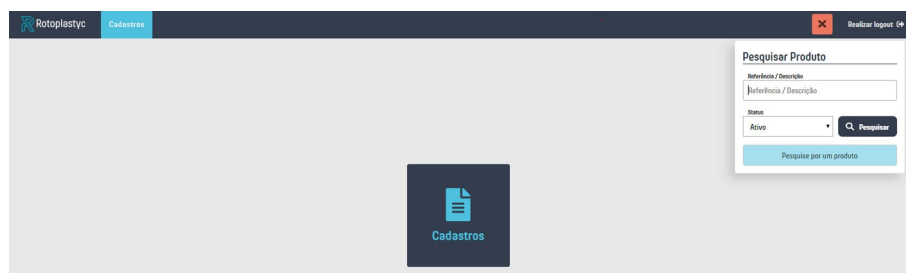 Rotoplastyc
Cadastros
Realizar logout
Pesquisar Produto
Referência / Descrição
Referência / Descrição
Status
Ativo
Pesquisar
Pesquise por um produto
Cadastros